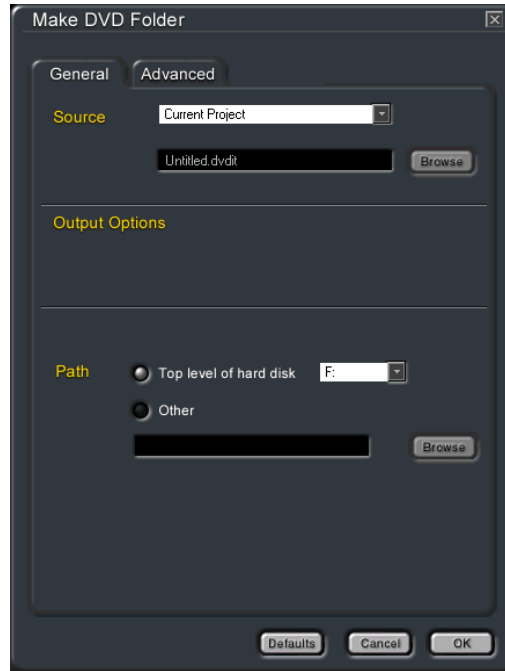 Make DVD Folder
General Advanced
Source Current Project
Untitled.dvdit Browse
Output Options
Path Top level of hard disk F:
Other
Browse
Defaults Cancel OK